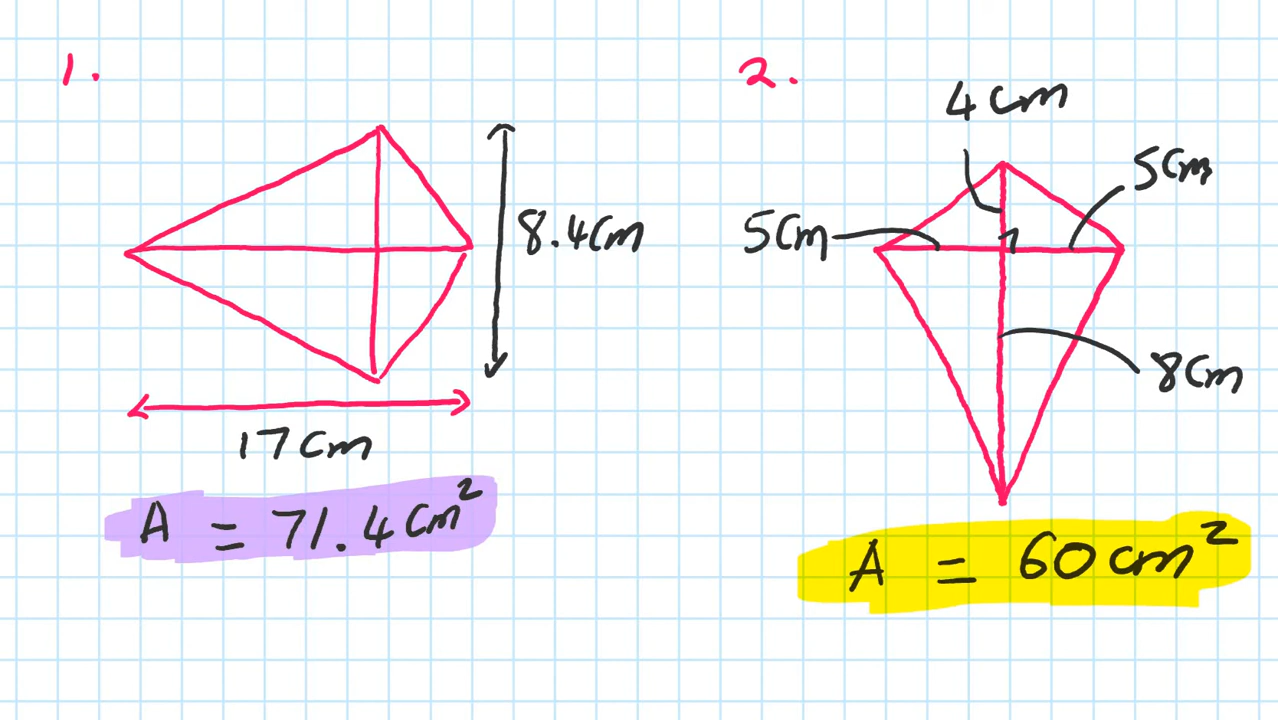 1.
8.4cm
17cm
A = 71.4cm²
2.
4cm
5cm
5cm
8cm
A = 60cm²